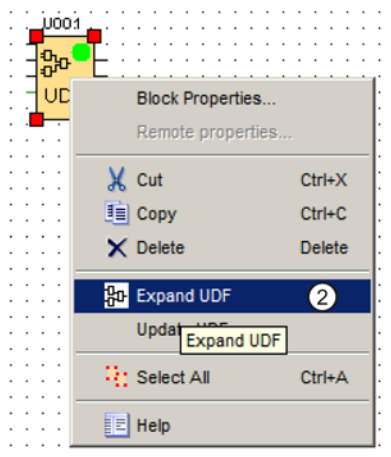 U001
UD
Block Properties...
Remote properties...
Cut Ctrl+X
Copy Ctrl+C
Delete Delete
Expand UDF 2
Expand UDF
Select All Ctrl+A
Help